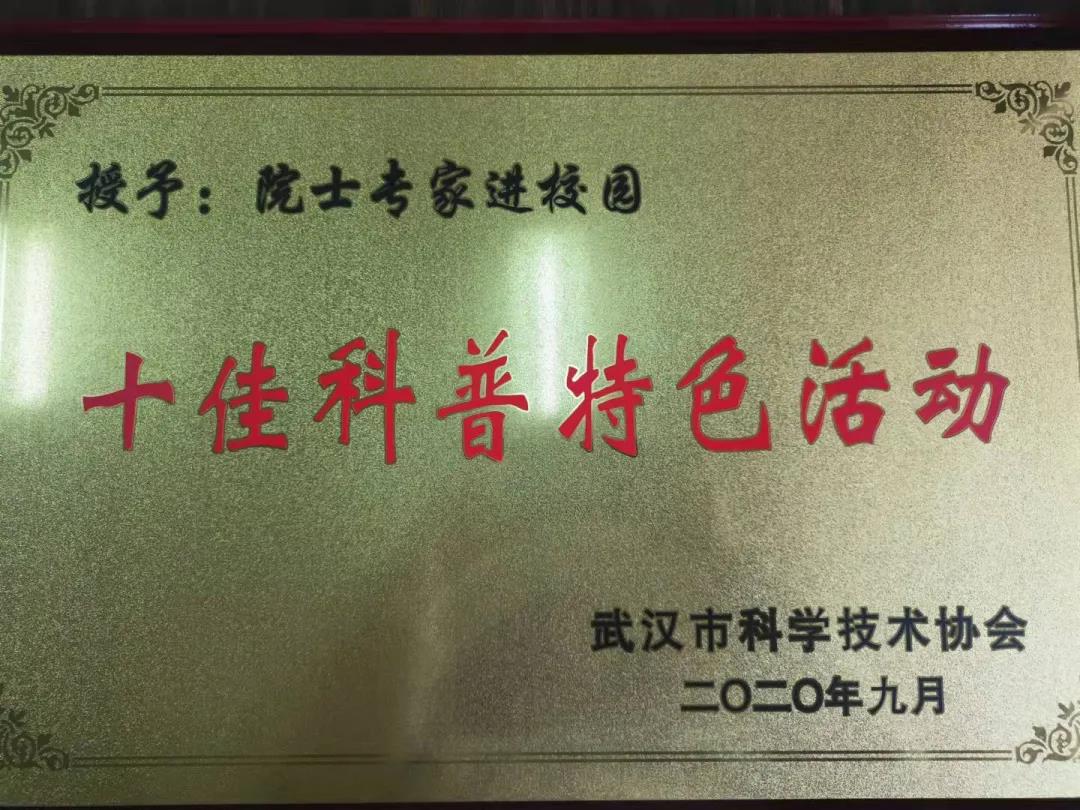 授予：院士专家进校园
十佳科普特色活动
武汉市科学技术协会
二〇二〇年九月